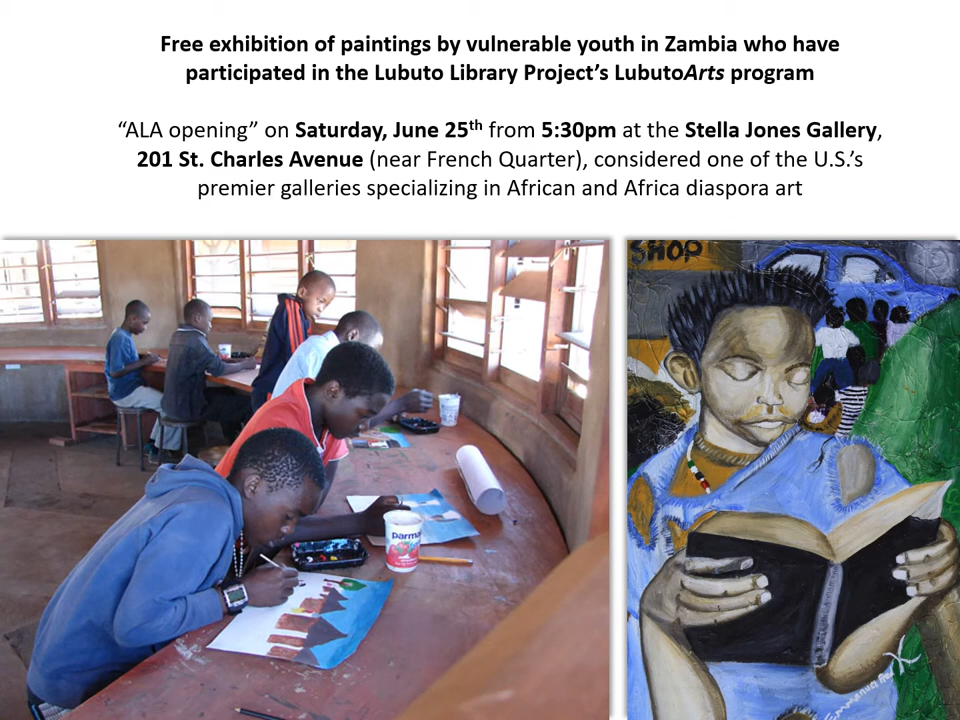 Free exhibition of paintings by vulnerable youth in Zambia who have
participated in the Lubuto Library Project’s LubutoArts program
“ALA opening” on Saturday, June 25th from 5:30pm at the Stella Jones Gallery,
201 St. Charles Avenue (near French Quarter), considered one of the U.S.’s
premier galleries specializing in African and Africa diaspora art
SHOP
parma